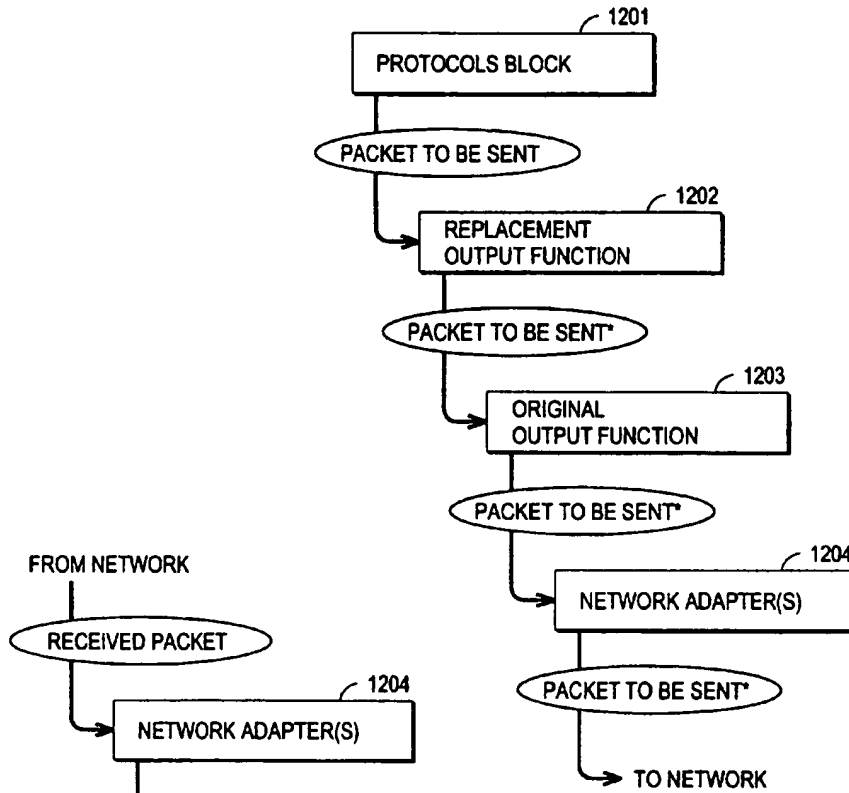 1201
PROTOCOLS BLOCK
PACKET TO BE SENT
1202
REPLACEMENT
OUTPUT FUNCTION
PACKET TO BE SENT*
1203
ORIGINAL
OUTPUT FUNCTION
PACKET TO BE SENT*
1204
NETWORK ADAPTER(S)
PACKET TO BE SENT*
TO NETWORK
FROM NETWORK
RECEIVED PACKET
1204
NETWORK ADAPTER(S)